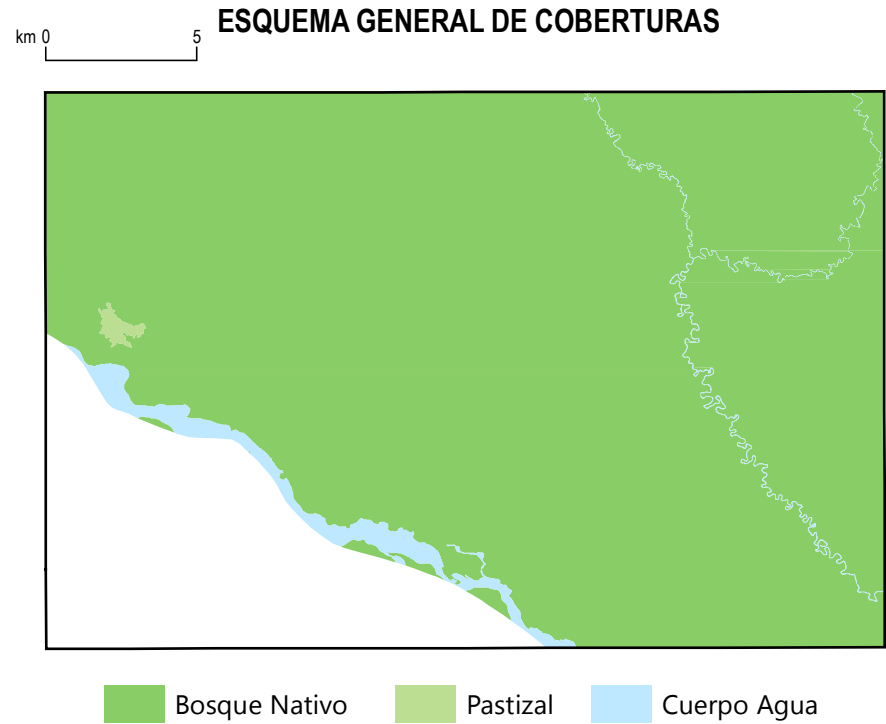 ESQUEMA GENERAL DE COBERTURAS
km 0 5
Bosque Nativo Pastizal Cuerpo Agua